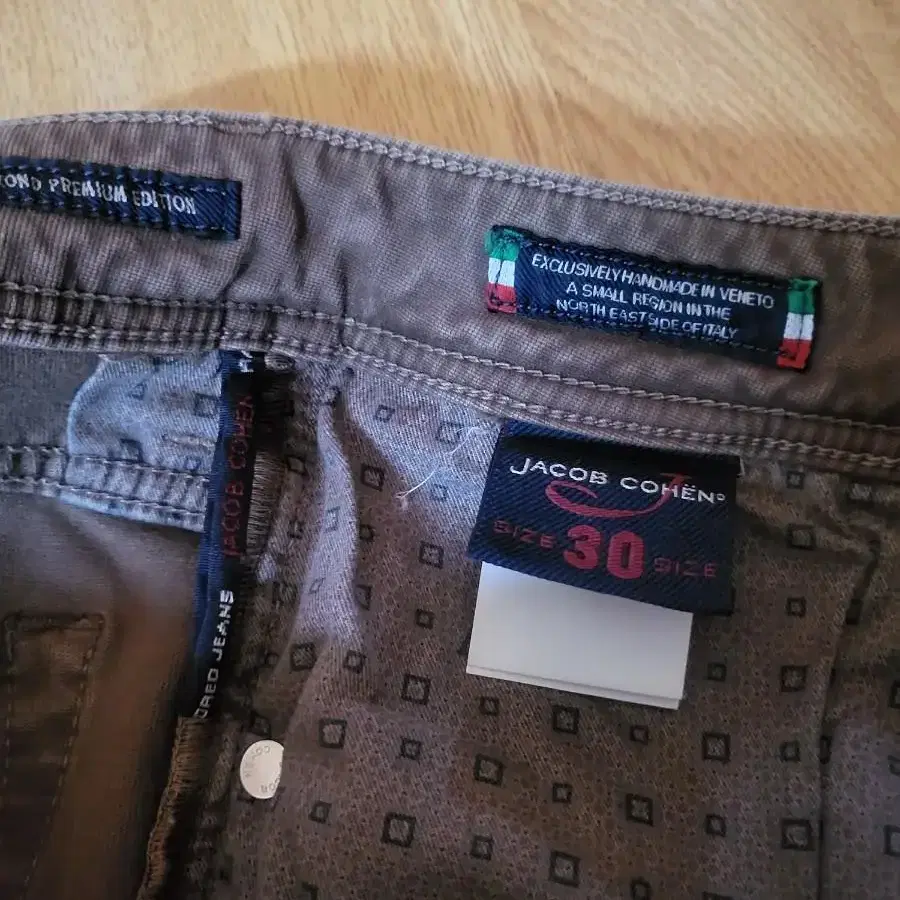 PREMIUM EDITION
EXCLUSIVELY HANDMADE IN VENETO
A SMALL REGION IN THE
NORTH EAST SIDE OF ITALY
JACOB COHEN
JACOB COHËN®
SIZE 30 SIZE
JEANS